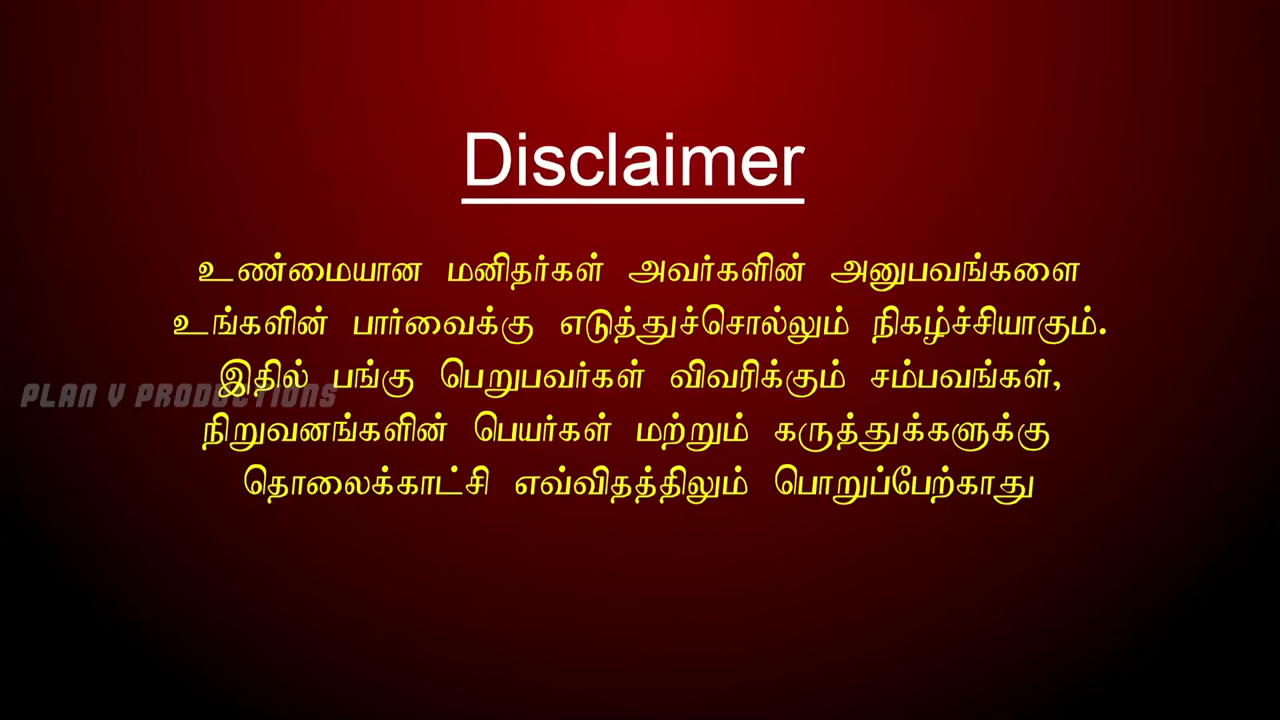 Disclaimer
உண்மையான மனிதர்கள் அவர்களின் அனுபவங்களை
உங்களின் பார்வைக்கு எடுத்துச்சொல்லும் நிகழ்ச்சியாகும்.
இதில் பங்கு பெறுபவர்கள் விவரிக்கும் சம்பவங்கள்,
PLAN V PRODUCTIONS
நிறுவனங்களின் பெயர்கள் மற்றும் கருத்துக்களுக்கு
தொலைக்காட்சி எவ்விதத்திலும் பொறுப்பேற்காது